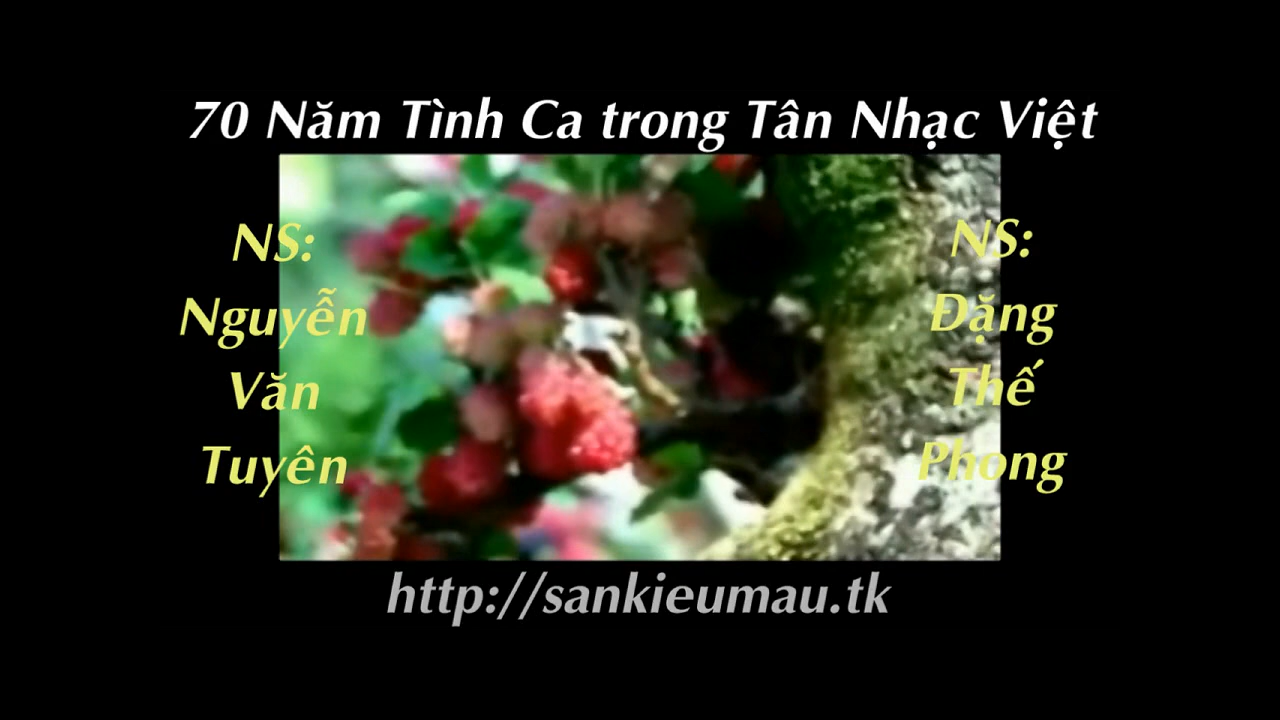 70 Năm Tình Ca trong Tân Nhạc Việt
NS:
Nguyễn
Văn
Tuyên
NS:
Đặng
Thế
Phong
http://sankieumau.tk